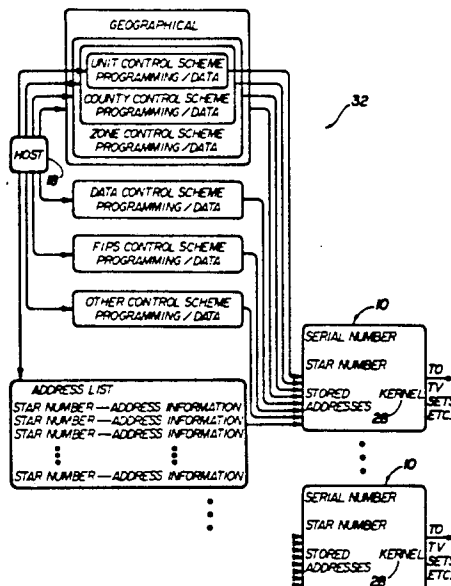 GEOGRAPHICAL
UNIT CONTROL SCHEME
PROGRAMMING/DATA
COUNTY CONTROL SCHEME
PROGRAMMING/DATA
ZONE CONTROL SCHEME
PROGRAMMING/DATA
32
HOST
18
DATA CONTROL SCHEME
PROGRAMMING/DATA
FIPS CONTROL SCHEME
PROGRAMMING/DATA
OTHER CONTROL SCHEME
PROGRAMMING/DATA
10
SERIAL NUMBER
STAR NUMBER
STORED
ADDRESSES
KERNEL
28
TO
TV
SETS
ETC.
ADDRESS LIST
STAR NUMBER—ADDRESS INFORMATION
STAR NUMBER—ADDRESS INFORMATION
STAR NUMBER—ADDRESS INFORMATION
STAR NUMBER—ADDRESS INFORMATION
10
SERIAL NUMBER
STAR NUMBER
STORED
ADDRESSES
KERNEL
28
TO
TV
SETS
ETC.